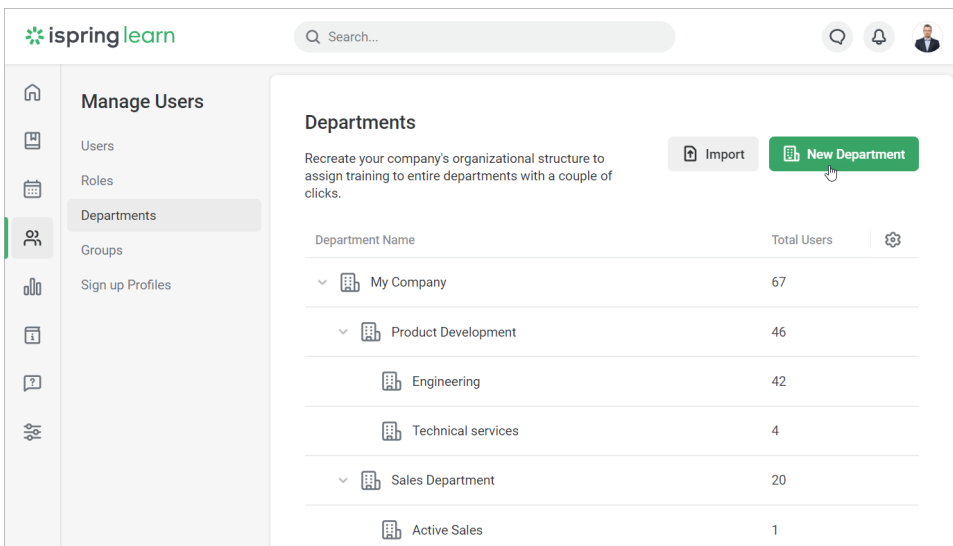 ispring learn
Search...
Manage Users
Users
Roles
Departments
Groups
Sign up Profiles
Departments
Recreate your company's organizational structure to
assign training to entire departments with a couple of
clicks.
Import
New Department
Department Name Total Users
My Company 67
Product Development 46
Engineering 42
Technical services 4
Sales Department 20
Active Sales 1